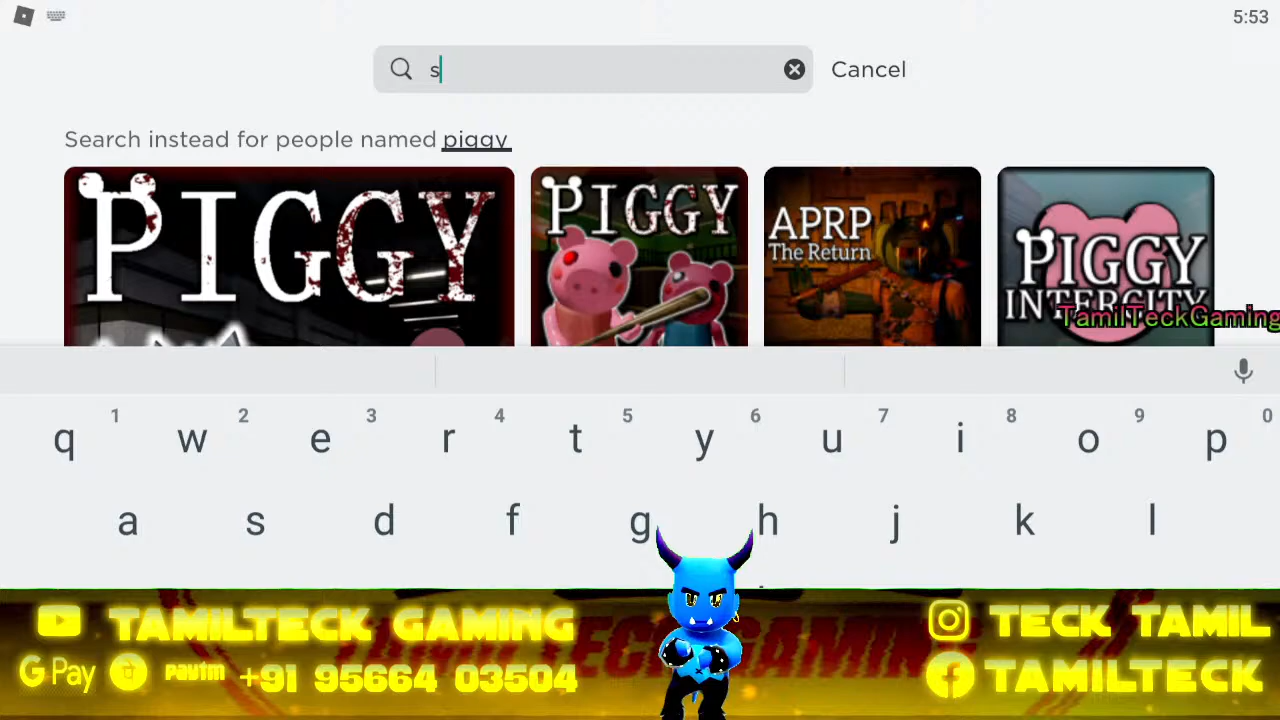 5:53
s
Cancel
Search instead for people named piggy
PIGGY
PIGGY
APRP
The Return
PIGGY
INTERCITY
TamilTeckGaming
1 2 3 4 5 6 7 8 9 0
q w e r t y u i o p
a s d f g h j k l
TAMILTECK GAMING
TECK TAMIL
G Pay paytm +91 95664 03504
TAMILTECK